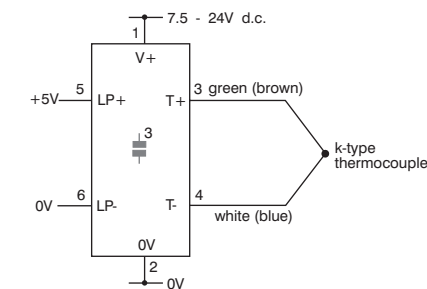 7.5 - 24V d.c.
1
V+
5
3 green (brown)
+5V
LP+
T+
3
k-type
thermocouple
6
4
0V
LP-
T-
white (blue)
0V
2
0V